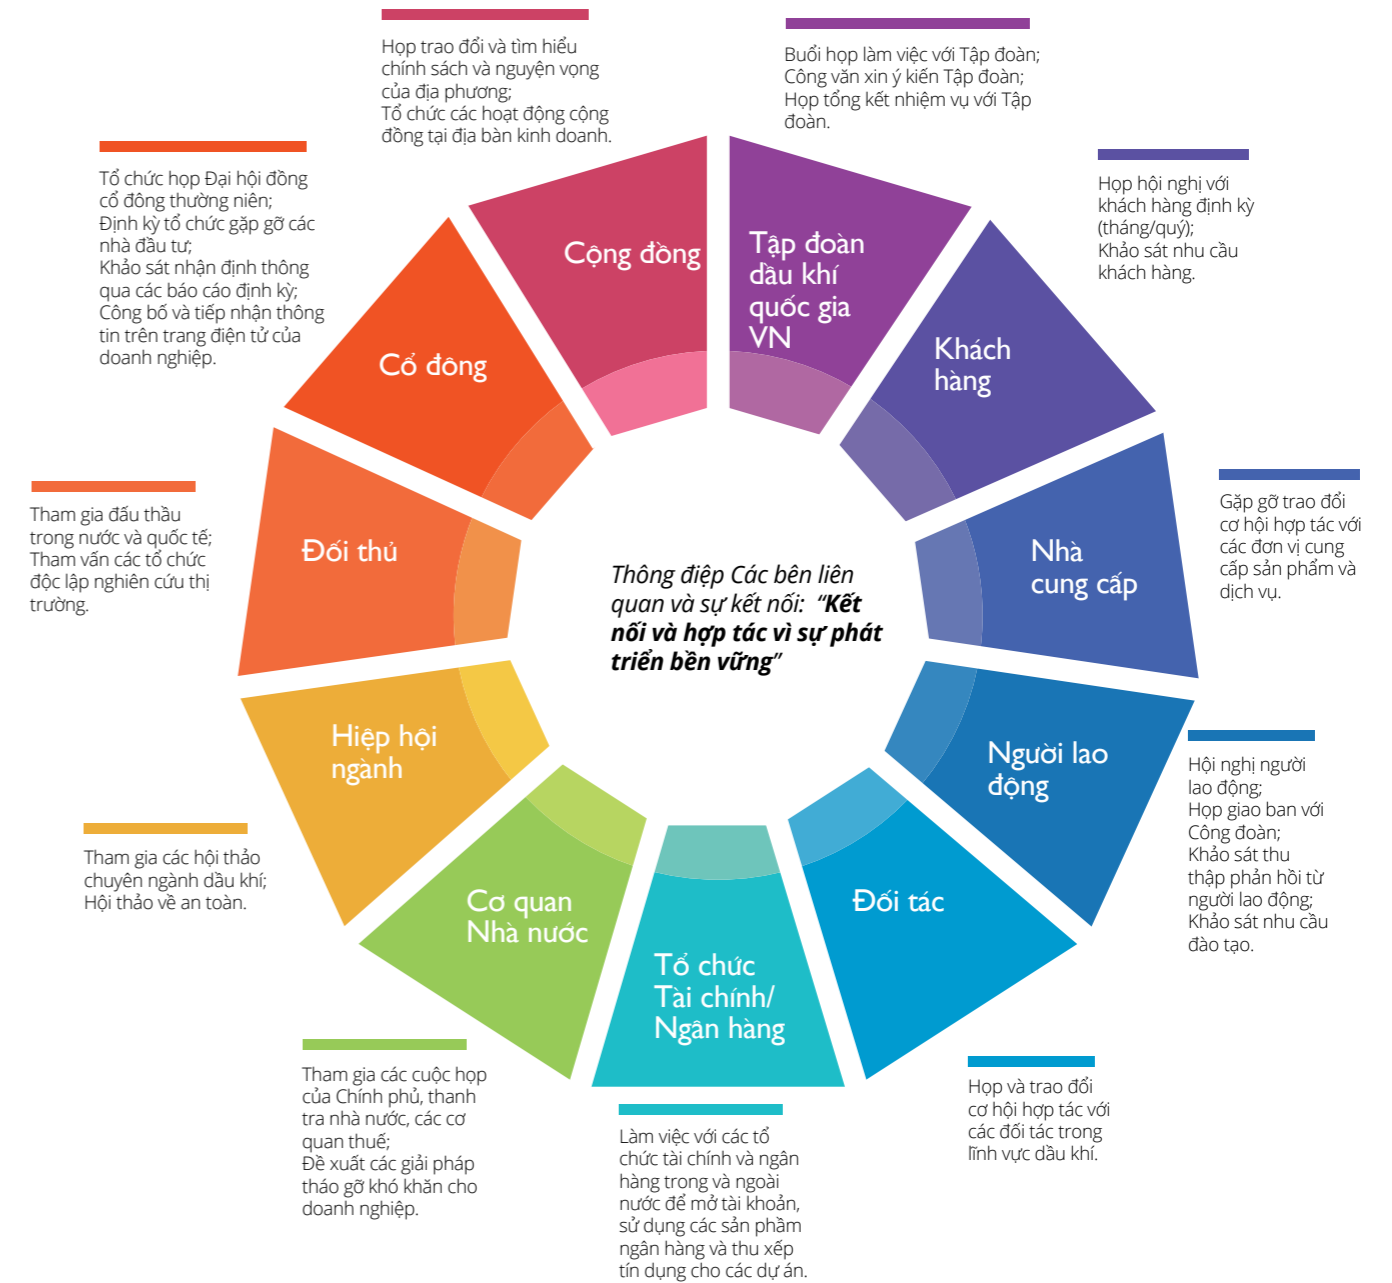 Họp trao đổi và tìm hiểu
chính sách và nguyện vọng
của địa phương;
Tổ chức các hoạt động cộng
đồng tại địa bàn kinh doanh.
Buổi họp làm việc với Tập đoàn;
Công văn xin ý kiến Tập đoàn;
Họp tổng kết nhiệm vụ với Tập
đoàn.
Tổ chức họp Đại hội đồng
cổ đông thường niên;
Định kỳ tổ chức gặp gỡ các
nhà đầu tư;
Khảo sát nhận định thông
qua các báo cáo định kỳ;
Công bố và tiếp nhận thông
tin trên trang điện tử của
doanh nghiệp.
Họp hội nghị với
khách hàng định kỳ
(tháng/quý);
Khảo sát nhu cầu
khách hàng.
Cộng đồng
Tập đoàn
dầu khí
quốc gia
VN
Cổ đông
Khách
hàng
Tham gia đấu thầu
trong nước và quốc tế;
Tham vấn các tổ chức
độc lập nghiên cứu thị
trường.
Đối thủ
Nhà
cung cấp
Gặp gỡ trao đổi
cơ hội hợp tác với
các đơn vị cung
cấp sản phẩm và
dịch vụ.
Thông điệp Các bên liên
quan và sự kết nối: “Kết
nối và hợp tác vì sự phát
triển bền vững”
Hiệp hội
ngành
Người lao
động
Hội nghị người
lao động;
Họp giao ban với
Công đoàn;
Khảo sát thu
thập phản hồi từ
người lao động;
Khảo sát nhu cầu
đào tạo.
Tham gia các hội thảo
chuyên ngành dầu khí;
Hội thảo về an toàn.
Cơ quan
Nhà nước
Đối tác
Tổ chức
Tài chính/
Ngân hàng
Tham gia các cuộc họp
của Chính phủ, thanh
tra nhà nước, các cơ
quan thuế;
Đề xuất các giải pháp
tháo gỡ khó khăn cho
doanh nghiệp.
Làm việc với các tổ
chức tài chính và ngân
hàng trong và ngoài
nước để mở tài khoản,
sử dụng các sản phầm
ngân hàng và thu xếp
tín dụng cho các dự án.
Họp và trao đổi
cơ hội hợp tác với
các đối tác trong
lĩnh vực dầu khí.